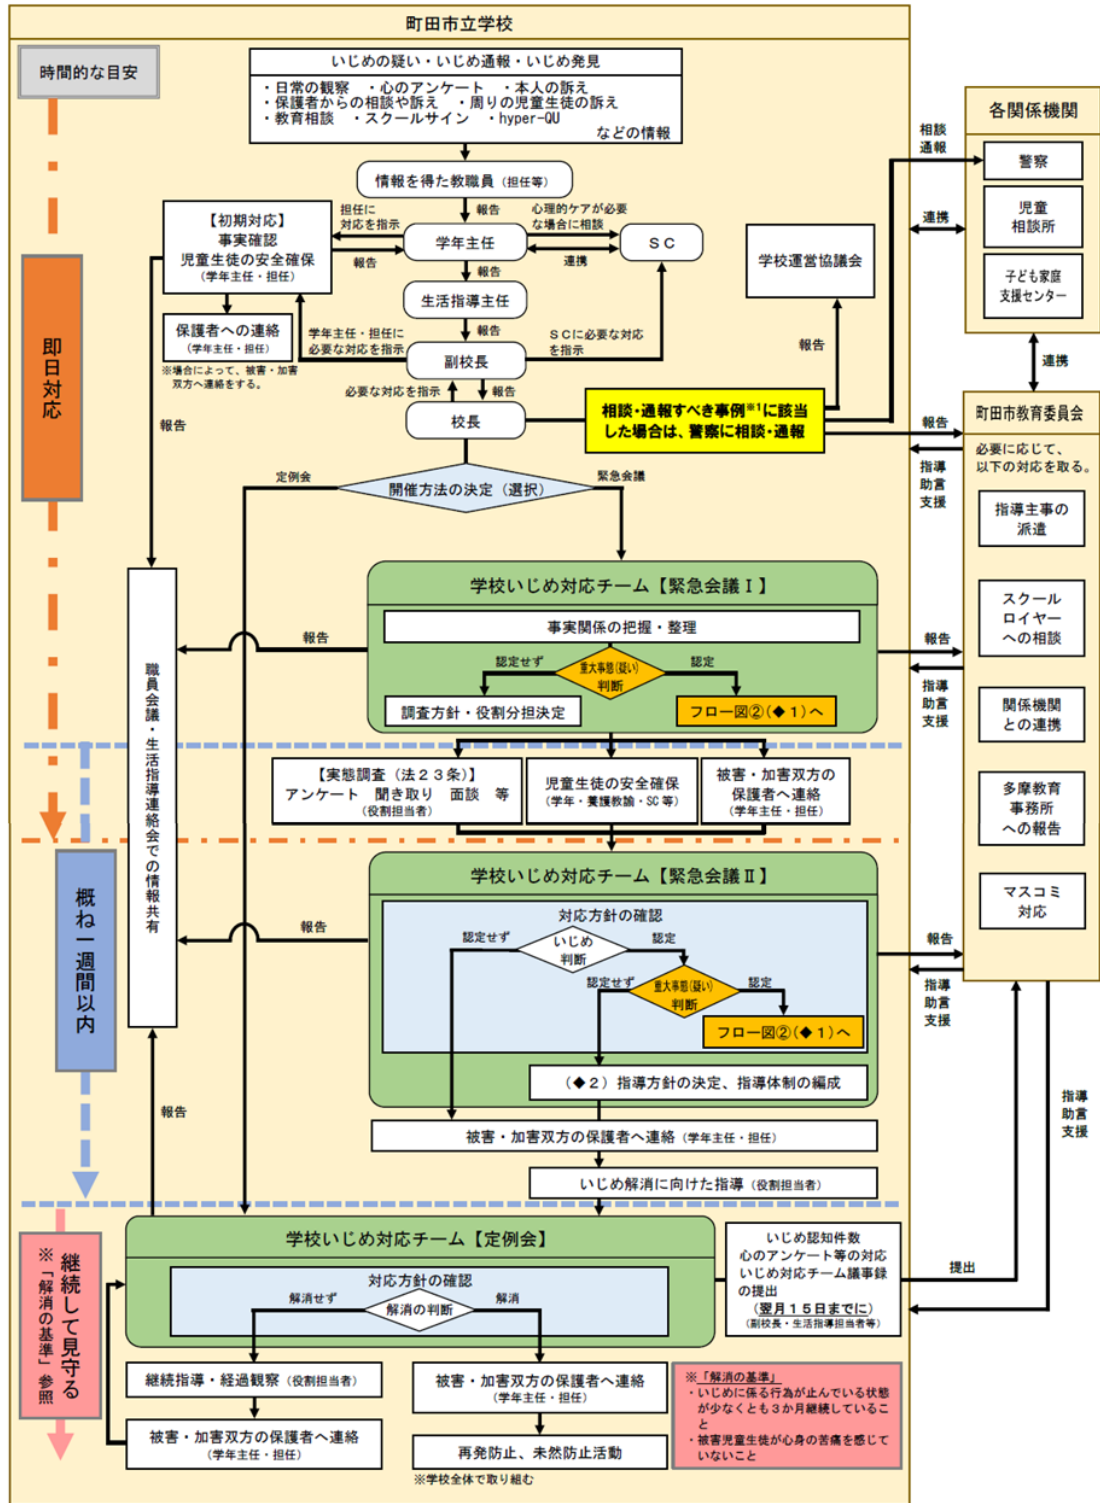 町田市立学校
時間的な目安
いじめの疑い・いじめ通報・いじめ発見
・日常の観察 ・心のアンケート ・本人の訴え
・保護者からの相談や訴え ・周りの児童生徒の訴え
・教育相談 ・スクールサイン ・hyper-QU
などの情報
情報を得た教職員（担任等）
報告
【初期対応】
事実確認
児童生徒の安全確保
（学年主任・担任）
担任に
対応を指示
報告
学年主任
心理的ケアが必要
な場合に相談
連携
ＳＣ
報告
生活指導主任
報告
保護者への連絡
（学年主任・担任）
※場合によって、被害・加害
双方へ連絡をする。
学年主任・担任に
必要な対応を指示
副校長
ＳＣに必要な対応
を指示
必要な対応を指示
報告
校長
相談・通報すべき事例※1に該当
した場合は、警察に相談・通報
学校運営協議会
報告
相談
通報
連携
各関係機関
警察
児童
相談所
子ども家庭
支援センター
連携
町田市教育委員会
必要に応じて、
以下の対応を取る。
指導主事の
派遣
スクール
ロイヤー
への相談
関係機関
との連携
多摩教育
事務所
への報告
マスコミ
対応
報告
指導
助言
支援
即日対応
報告
定例会
開催方法の決定（選択）
緊急会議
学校いじめ対応チーム【緊急会議Ⅰ】
事実関係の把握・整理
認定せず
重大事態(疑い)
判断
認定
調査方針・役割分担決定
フロー図②(◆１)へ
報告
報告
指導
助言
支援
職員会議・生活指導連絡会での情報共有
【実態調査（法２３条）】
アンケート 聞き取り 面談 等
（役割担当者）
児童生徒の安全確保
（学年・養護教諭・SC等）
被害・加害双方の
保護者へ連絡
（学年主任・担任）
概ね一週間以内
学校いじめ対応チーム【緊急会議Ⅱ】
対応方針の確認
認定せず
いじめ
判断
認定
認定せず
重大事態(疑い)
判断
認定
フロー図②(◆１)へ
（◆２）指導方針の決定、指導体制の編成
報告
報告
指導
助言
支援
被害・加害双方の保護者へ連絡（学年主任・担任）
いじめ解消に向けた指導（役割担当者）
報告
指導
助言
支援
継続して見守る
※「解消の基準」参照
学校いじめ対応チーム【定例会】
対応方針の確認
解消せず
解消の判断
解消
いじめ認知件数
心のアンケート等の対応
いじめ対応チーム議事録
の提出
（翌月１５日までに）
（副校長・生活指導担当者等）
提出
継続指導・経過観察（役割担当者）
被害・加害双方の保護者へ連絡
（学年主任・担任）
被害・加害双方の保護者へ連絡
（学年主任・担任）
再発防止、未然防止活動
※学校全体で取り組む
※「解消の基準」
・いじめに係る行為が止んでいる状態
が少なくとも３か月継続しているこ
と
・被害児童生徒が心身の苦痛を感じて
いないこと